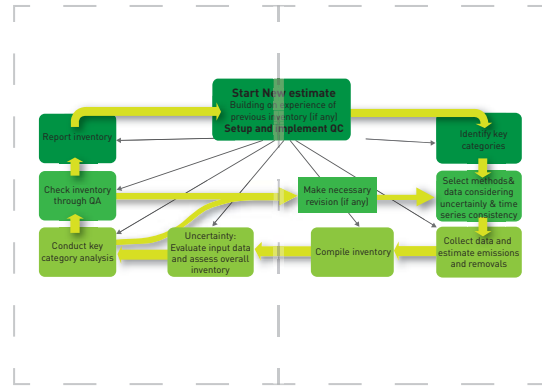 Start New estimate
Building on experience of
previous inventory (if any)
Setup and implement QC
Report inventory
Identify key
categories
Check inventory
through QA
Make necessary
revision (if any)
Select methods&
data considering
uncertainty & time
series consistency
Conduct key
category analysis
Uncertainty:
Evaluate input data
and assess overall
inventory
Compile inventory
Collect data and
estimate emissions
and removals